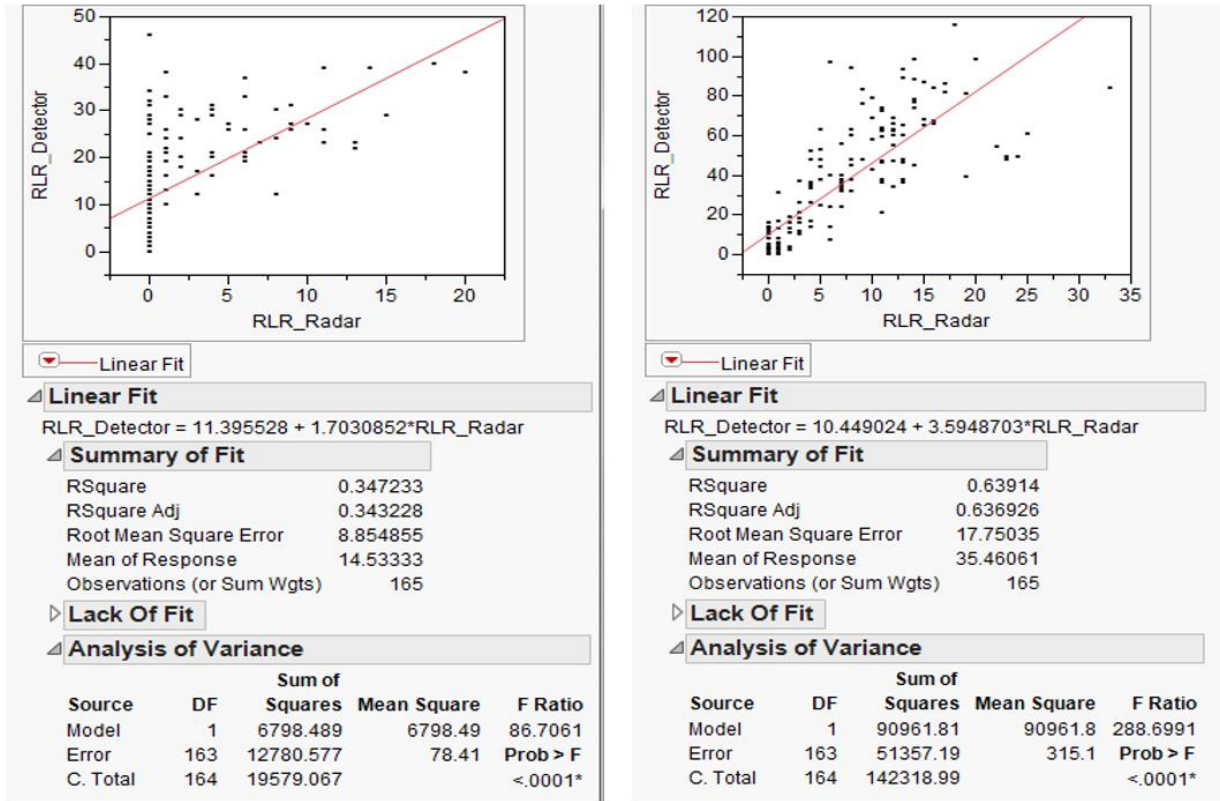 50
40
30
20
10
0
RLR_Detector
0 5 10 15 20
RLR_Radar
Linear Fit
Linear Fit
RLR_Detector = 11.395528 + 1.7030852*RLR_Radar
Summary of Fit
RSquare 0.347233
RSquare Adj 0.343228
Root Mean Square Error 8.854855
Mean of Response 14.53333
Observations (or Sum Wgts) 165
Lack Of Fit
Analysis of Variance
Sum of
Source DF Squares Mean Square F Ratio
Model 1 6798.489 6798.49 86.7061
Error 163 12780.577 78.41 Prob > F
C. Total 164 19579.067 <.0001*
120
100
80
60
40
20
0
RLR_Detector
0 5 10 15 20 25 30 35
RLR_Radar
Linear Fit
Linear Fit
RLR_Detector = 10.449024 + 3.5948703*RLR_Radar
Summary of Fit
RSquare 0.63914
RSquare Adj 0.636926
Root Mean Square Error 17.75035
Mean of Response 35.46061
Observations (or Sum Wgts) 165
Lack Of Fit
Analysis of Variance
Sum of
Source DF Squares Mean Square F Ratio
Model 1 90961.81 90961.8 288.6991
Error 163 51357.19 315.1 Prob > F
C. Total 164 142318.99 <.0001*